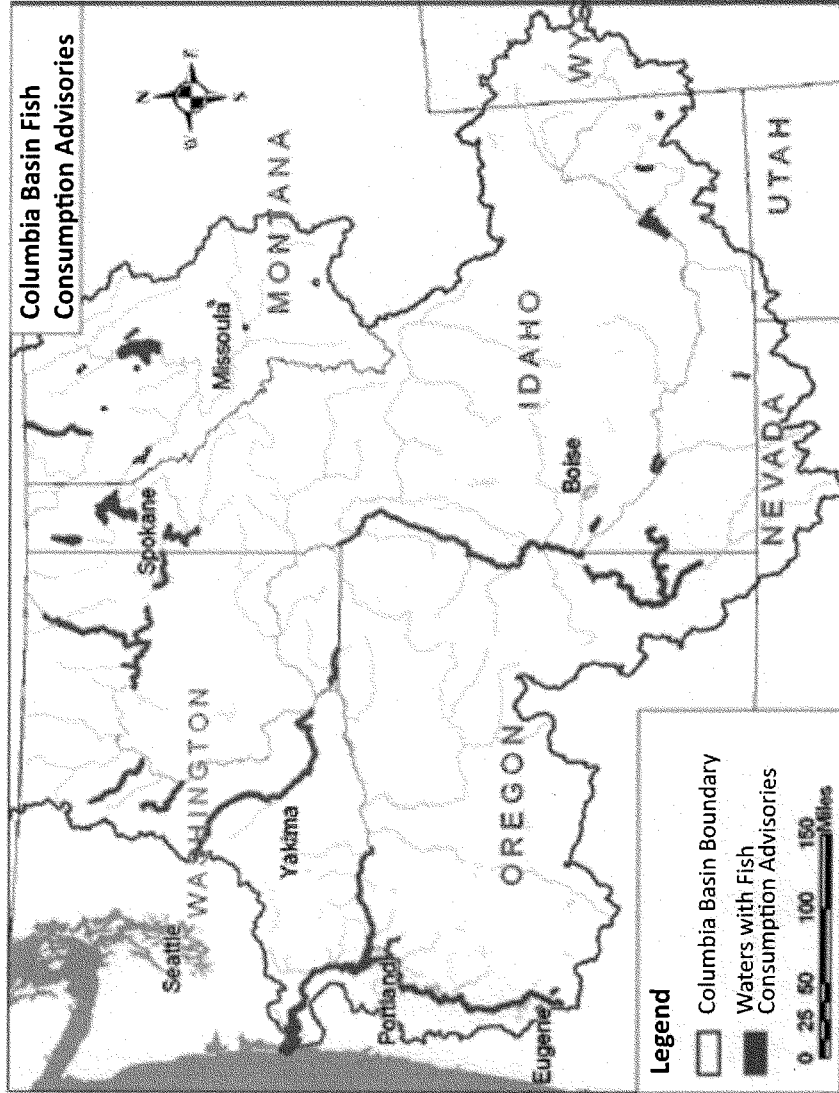 Columbia Basin Fish
Consumption Advisories
N
E
S
W
Seattle
WASHINGTON
Spokane
Yakima
Missoula
MONTANA
Portland
Eugene
OREGON
IDAHO
Boise
WYO
NEVADA
UTAH
Legend
Columbia Basin Boundary
Waters with Fish
Consumption Advisories
0 25 50 100 150
Miles